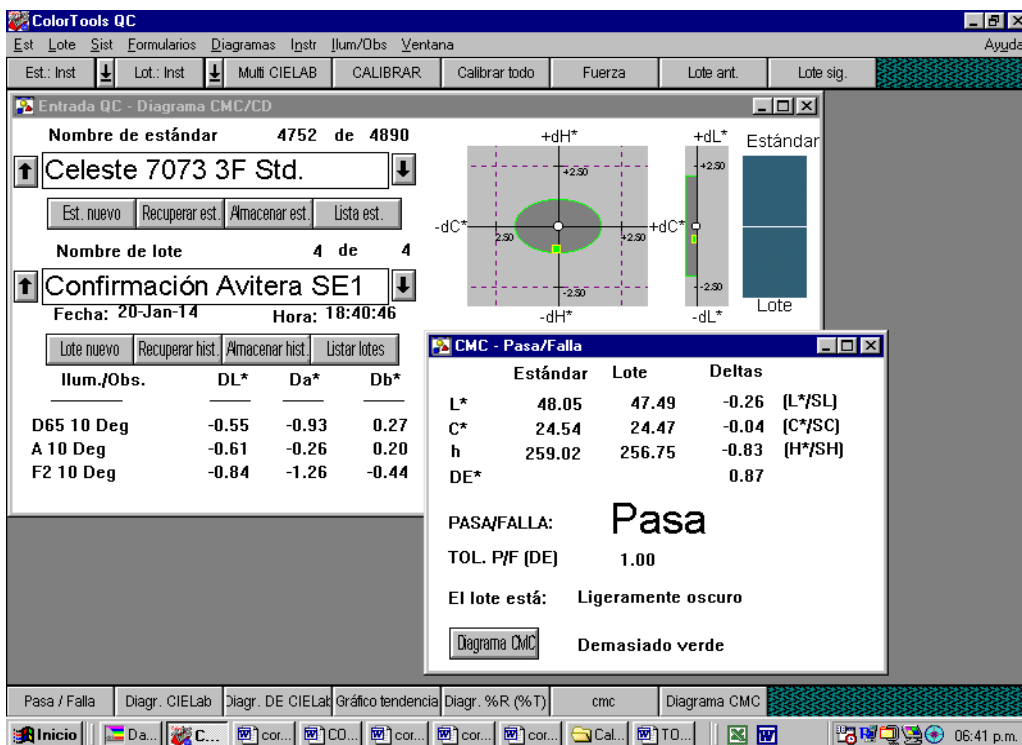 ColorTools QC
Est Lote Sist Formularios Diagramas Instr Ilum/Obs Ventana Ayuda
Est.: Inst Lot.: Inst Multi CIELAB CALIBRAR Calibrar todo Fuerza Lote ant. Lote sig.
Entrada QC - Diagrama CMC/CD
Nombre de estándar 4752 de 4890
Celeste 7073 3F Std.
Est. nuevo Recuperar est. Almacenar est. Lista est.
Nombre de lote 4 de 4
Confirmación Avitera SE1
Fecha: 20-Jan-14 Hora: 18:40:46
Lote nuevo Recuperar hist. Almacenar hist. Listar lotes
Ilum./Obs. DL* Da* Db*
D65 10 Deg -0.55 -0.93 0.27
A 10 Deg -0.61 -0.26 0.20
F2 10 Deg -0.84 -1.26 -0.44
+dH* +dL* Estándar
+2.50 +2.50
-dC* +dC*
2.50 +2.50
-2.50 -2.50
-dH* -dL* Lote
CMC - Pasa/Falla
Estándar Lote Deltas
L* 48.05 47.49 -0.26 (L*/SL)
C* 24.54 24.47 -0.04 (C*/SC)
h 259.02 256.75 -0.83 (H*/SH)
DE* 0.87
PASA/FALLA: Pasa
TOL. P/F (DE) 1.00
El lote está: Ligeramente oscuro
Diagrama CMC Demasiado verde
Pasa / Falla Diagr. CIELab Diagr. DE CIELab Gráfico tendencia Diagr. %R (%T) cmc Diagrama CMC
Inicio Da... C... cor... CO... cor... cor... cor... Cal... TO... 06:41 p.m.